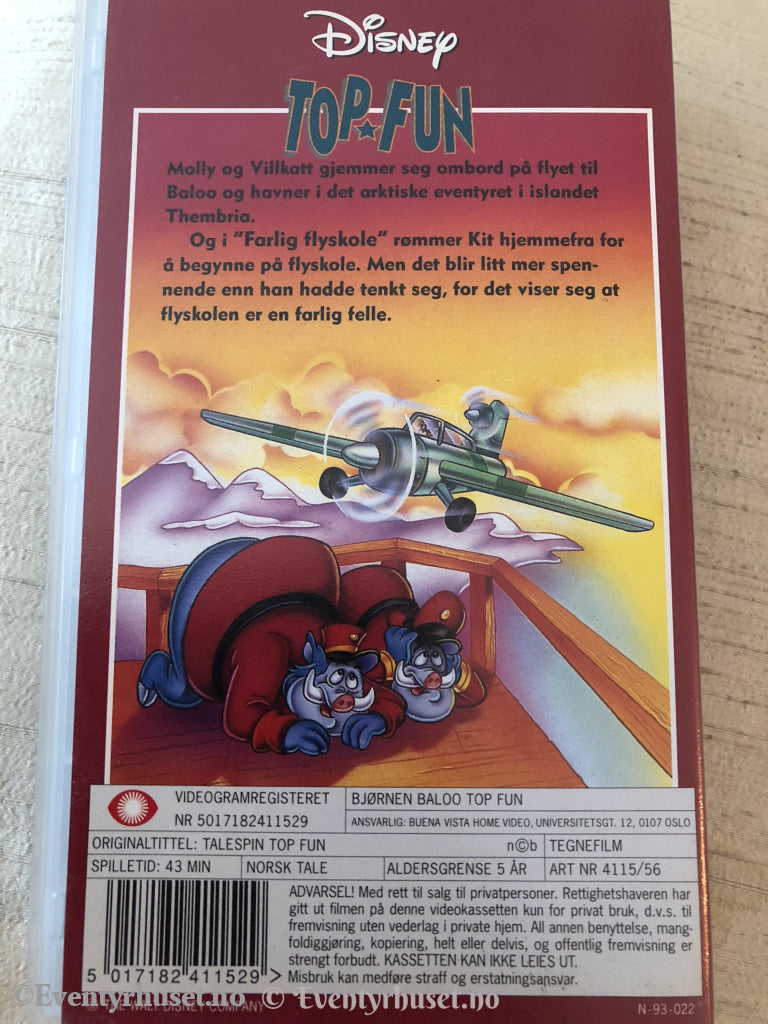 Disney
TOP★FUN
Molly og Villkatt gjemmer seg ombord på flyet til
Baloo og havner i det arktiske eventyret i islandet
Thembria.
Og i "Farlig flyskole" rømmer Kit hjemmefra for
å begynne på flyskole. Men det blir litt mer spen-
nende enn han hadde tenkt seg, for det viser seg at
flyskolen er en farlig felle.
VIDEOGRAMREGISTERET
NR 5017182411529
BJØRNEN BALOO TOP FUN
ANSVARLIG: BUENA VISTA HOME VIDEO, UNIVERSITETSGT. 12, 0107 OSLO
ORIGINALTITTEL: TALESPIN TOP FUN
n©b
TEGNEFILM
SPILLETID: 43 MIN
NORSK TALE
ALDERSGRENSE 5 ÅR
ART NR 4115/56
ADVARSEL! Med rett til salg til privatpersoner. Rettighetshaveren har
gitt ut filmen på denne videokassetten kun for privat bruk, d.v.s. til
fremvisning uten vederlag i private hjem. All annen benyttelse, mang-
foldiggjøring, kopiering, helt eller delvis, og offentlig fremvisning er
strengt forbudt. KASSETTEN KAN IKKE LEIES UT.
Misbruk kan medføre straff og erstatningsansvar.
5 017182 411529 >
©Eventyrhuset.no © Eventyrhuset.no
© THE WALT DISNEY COMPANY
N-93-022